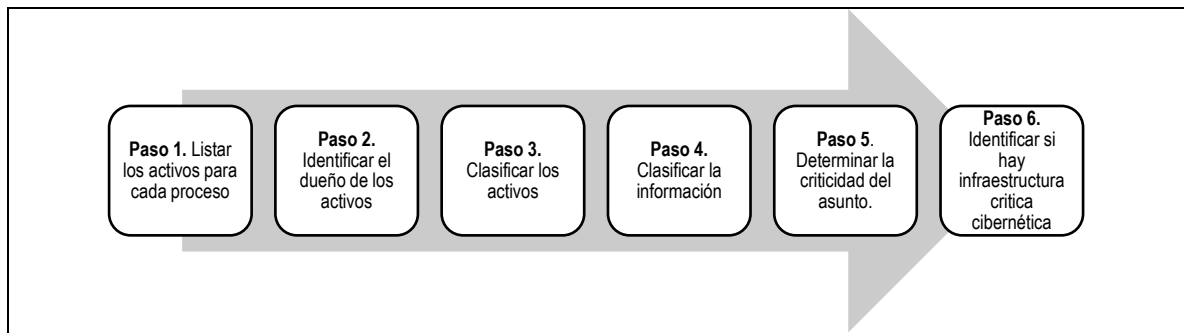 Paso 1. Listar
los activos para
cada proceso
Paso 2.
Identificar el
dueño de los
activos
Paso 3.
Clasificar los
activos
Paso 4.
Clasificar la
información
Paso 5.
Determinar la
criticidad del
asunto.
Paso 6.
Identificar si
hay
infraestructura
critica
cibernética